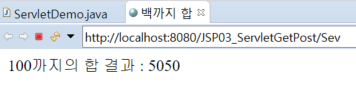 ServletDemo.java 백까지 합
http://localhost:8080/JSP03_ServletGetPost/Sev
100까지의 합 결과 : 5050